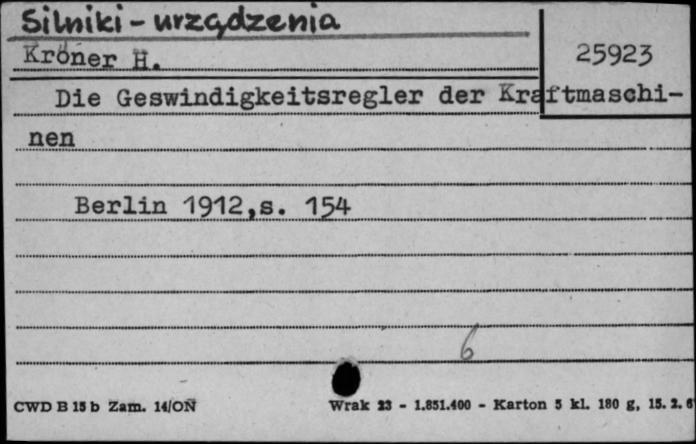 Silniki - urządzenia
Kröner H.
25923
Die Geswindigkeitsregler der Kraftmaschi-
nen
Berlin 1912,s. 154
6
CWD B 15 b Zam. 14/ON Wrak 23 - 1.851.400 - Karton 5 kl. 180 g, 15. 2. 6